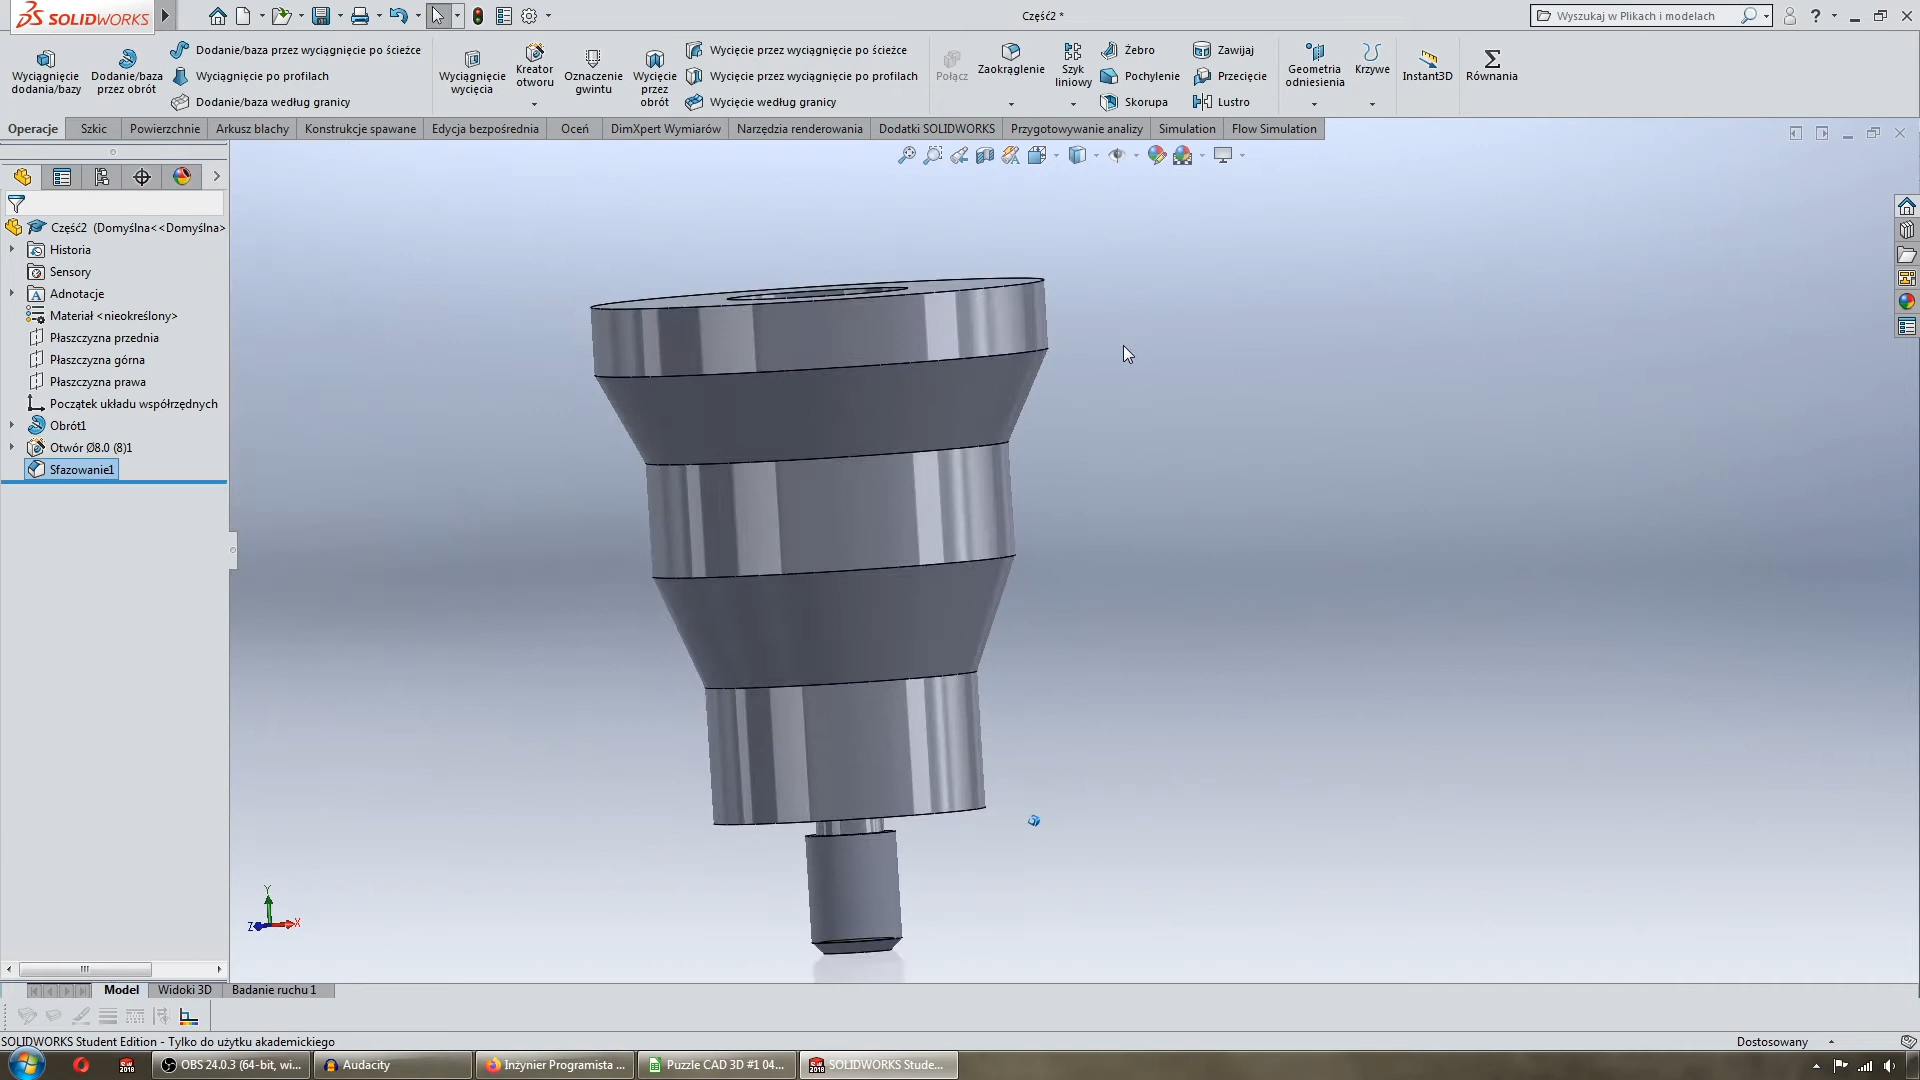 SOLIDWORKS
Część2 *
Wyszukaj w Plikach i modelach
?
Wyciągnięcie dodania/bazy
Dodanie/baza przez obrót
Dodanie/baza przez wyciągnięcie po ścieżce
Wyciągnięcie po profilach
Dodanie/baza według granicy
Wyciągnięcie wycięcia
Kreator otworu
Oznaczenie gwintu
Wycięcie przez obrót
Wycięcie przez wyciągnięcie po ścieżce
Wycięcie przez wyciągnięcie po profilach
Wycięcie według granicy
Połącz
Zaokrąglenie
Szyk liniowy
Żebro
Pochylenie
Skorupa
Zawijaj
Przecięcie
Lustro
Geometria odniesienia
Krzywe
Instant3D
Równania
Operacje Szkic Powierzchnie Arkusz blachy Konstrukcje spawane Edycja bezpośrednia Oceń DimXpert Wymiarów Narzędzia renderowania Dodatki SOLIDWORKS Przygotowywanie analizy Simulation Flow Simulation
Część2 (Domyślna<<Domyślna>
Historia
Sensory
Adnotacje
Materiał <nieokreślony>
Płaszczyzna przednia
Płaszczyzna górna
Płaszczyzna prawa
Początek układu współrzędnych
Obrót1
Otwór Ø8.0 (8)1
Sfazowanie1
Y
Z X
Model Widoki 3D Badanie ruchu 1
SOLIDWORKS Student Edition - Tylko do użytku akademickiego
Dostosowany
OBS 24.0.3 (64-bit, wi...
Audacity
Inżynier Programista ...
Puzzle CAD 3D #1 04...
SOLIDWORKS Stude...